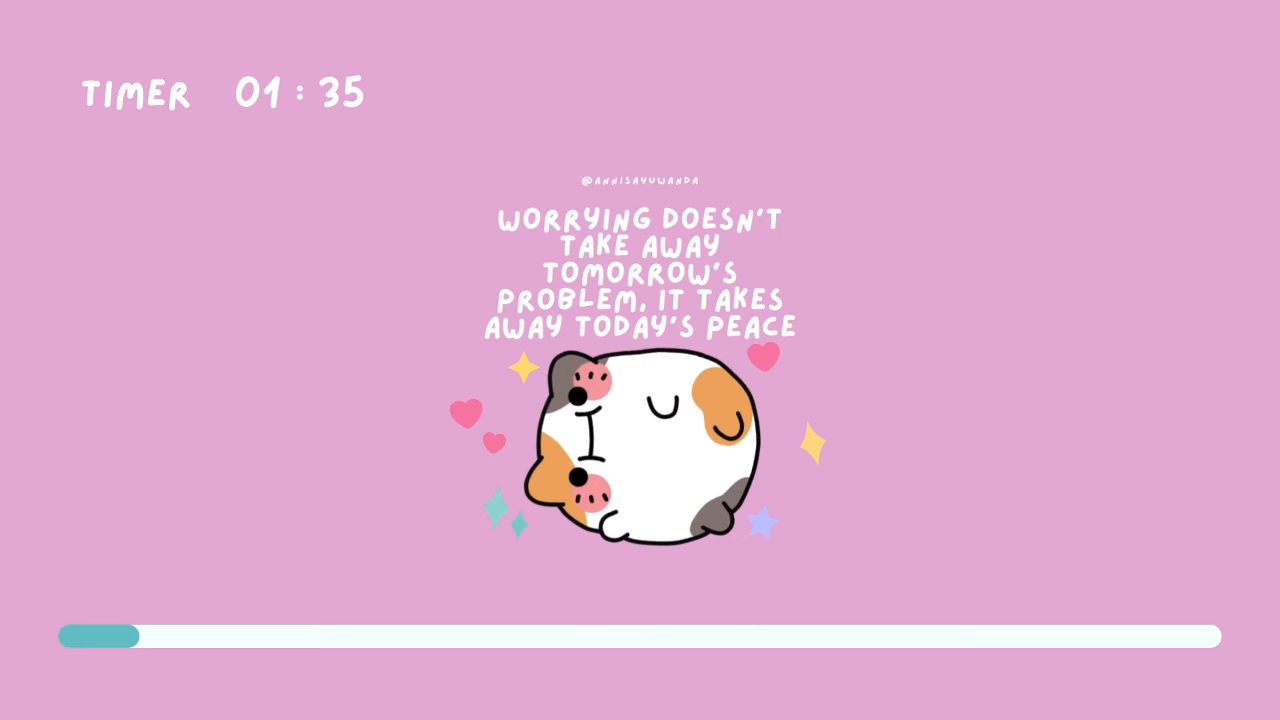 TIMER 01 : 35
@ANNISAYUWANDA
WORRYING DOESN'T
TAKE AWAY
TOMORROW'S
PROBLEM, IT TAKES
AWAY TODAY'S PEACE